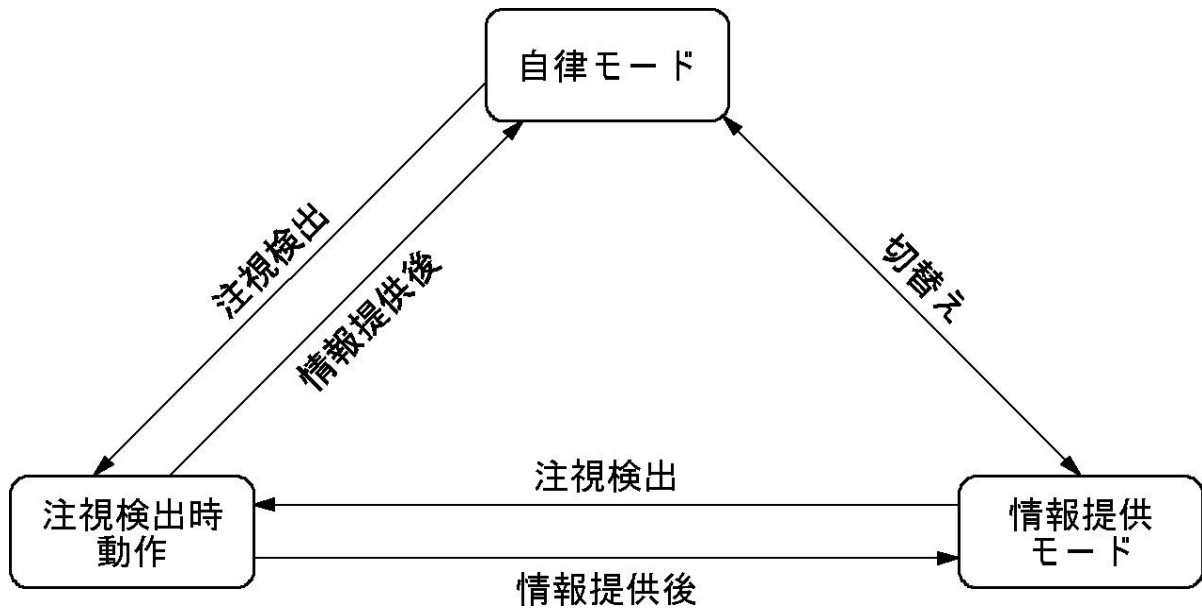 自律モード
注視検出
情報提供後
切替え
注視検出
注視検出時
動作
情報提供
モード
情報提供後